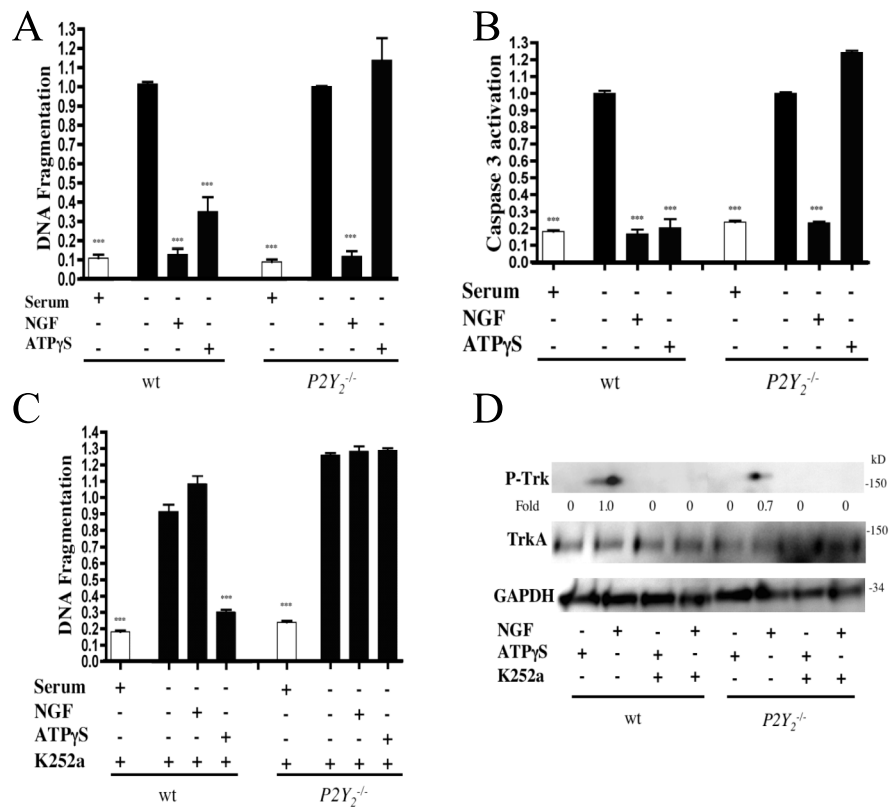 A
DNA Fragmentation
1.3
1.2
1.1
1.0
0.9
0.8
0.7
0.6
0.5
0.4
0.3
0.2
0.1
0.0
*** *** *** *** ***
Serum + - - - + - - -
NGF - - + - - - + -
ATPγS - - - + - - - +
wt P2Y2-/-
B
Caspase 3 activation
1.3
1.2
1.1
1.0
0.9
0.8
0.7
0.6
0.5
0.4
0.3
0.2
0.1
0.0
*** *** *** *** ***
Serum + - - - + - - -
NGF - - + - - - + -
ATPγS - - - + - - - +
wt P2Y2-/-
C
DNA Fragmentation
1.4
1.3
1.2
1.1
1.0
0.9
0.8
0.7
0.6
0.5
0.4
0.3
0.2
0.1
0.0
*** *** ***
Serum + - - - + - - -
NGF - - + - - - + -
ATPγS - - - + - - - +
K252a + + + + + + + +
wt P2Y2-/-
D
kD
P-Trk -150
Fold 0 1.0 0 0 0 0.7 0 0
TrkA -150
GAPDH -34
NGF - + - + - + - +
ATPγS + - + - + - + -
K252a - - + + - - + +
wt P2Y2-/-